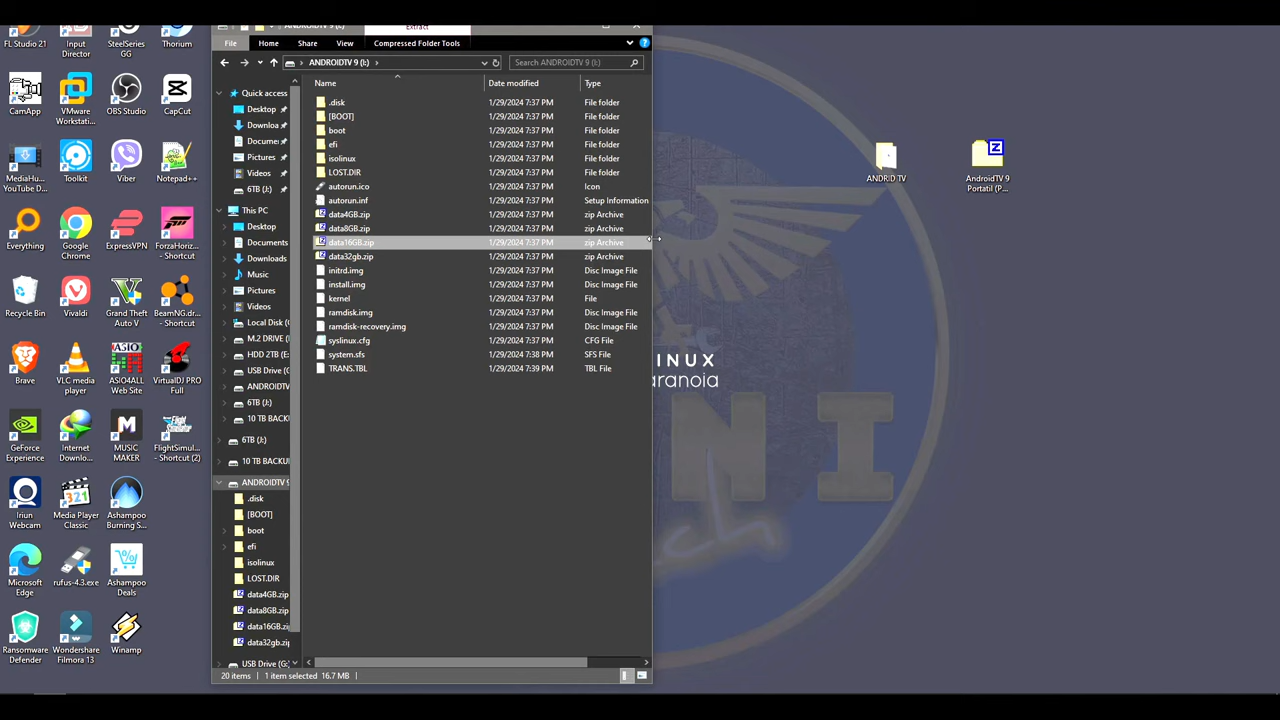 FL Studio 21
Input Director
SteelSeries GG
Thorium
CamApp
VMware Workstati...
OBS Studio
CapCut
MediaHu... YouTube D...
Toolkit
Viber
Notepad++
Everything
Google Chrome
ExpressVPN
ForzaHoriz... - Shortcut
Recycle Bin
Vivaldi
Grand Theft Auto V
BeamNG.dr... - Shortcut
Brave
VLC media player
ASIO4ALL Web Site
VirtualDJ PRO Full
GeForce Experience
Internet Downlo...
MUSIC MAKER
FlightSimul... - Shortcut (2)
Iriun Webcam
Media Player Classic
Ashampoo Burning S...
Microsoft Edge
rufus-4.3.exe
Ashampoo Deals
Ransomware Defender
Wondershare Filmora 13
Winamp
ANDROIDTV 9 (I:)
Extract
File
Home
Share
View
Compressed Folder Tools
ANDROIDTV 9 (I:)
Search ANDROIDTV 9 (I:)
Quick access
Desktop
Downloa
Documer
Pictures
Videos
6TB (J:)
This PC
Desktop
Documents
Downloads
Music
Pictures
Videos
Local Disk (
M.2 DRIVE (
HDD 2TB (E:
USB Drive (G
ANDROIDTV
6TB (J:)
10 TB BACK
6TB (J:)
10 TB BACKU
ANDROIDTV 9
.disk
[BOOT]
boot
efi
isolinux
LOST.DIR
data4GB.zip
data8GB.zip
data16GB.zi
data32gb.zip
USB Drive (G:
Name
Date modified
Type
.disk 1/29/2024 7:37 PM File folder
[BOOT] 1/29/2024 7:37 PM File folder
boot 1/29/2024 7:37 PM File folder
efi 1/29/2024 7:37 PM File folder
isolinux 1/29/2024 7:37 PM File folder
LOST.DIR 1/29/2024 7:37 PM File folder
autorun.ico 1/29/2024 7:37 PM Icon
autorun.inf 1/29/2024 7:37 PM Setup Information
data4GB.zip 1/29/2024 7:37 PM zip Archive
data8GB.zip 1/29/2024 7:37 PM zip Archive
data16GB.zip 1/29/2024 7:37 PM zip Archive
data32gb.zip 1/29/2024 7:37 PM zip Archive
initrd.img 1/29/2024 7:37 PM Disc Image File
install.img 1/29/2024 7:37 PM Disc Image File
kernel 1/29/2024 7:37 PM File
ramdisk.img 1/29/2024 7:37 PM Disc Image File
ramdisk-recovery.img 1/29/2024 7:37 PM Disc Image File
syslinux.cfg 1/29/2024 7:37 PM CFG File
system.sfs 1/29/2024 7:38 PM SFS File
TRANS.TBL 1/29/2024 7:39 PM TBL File
20 items
1 item selected 16.7 MB
INUX
aranoia
N I
ch
ANDRID TV
AndroidTV 9 Portatil (P...